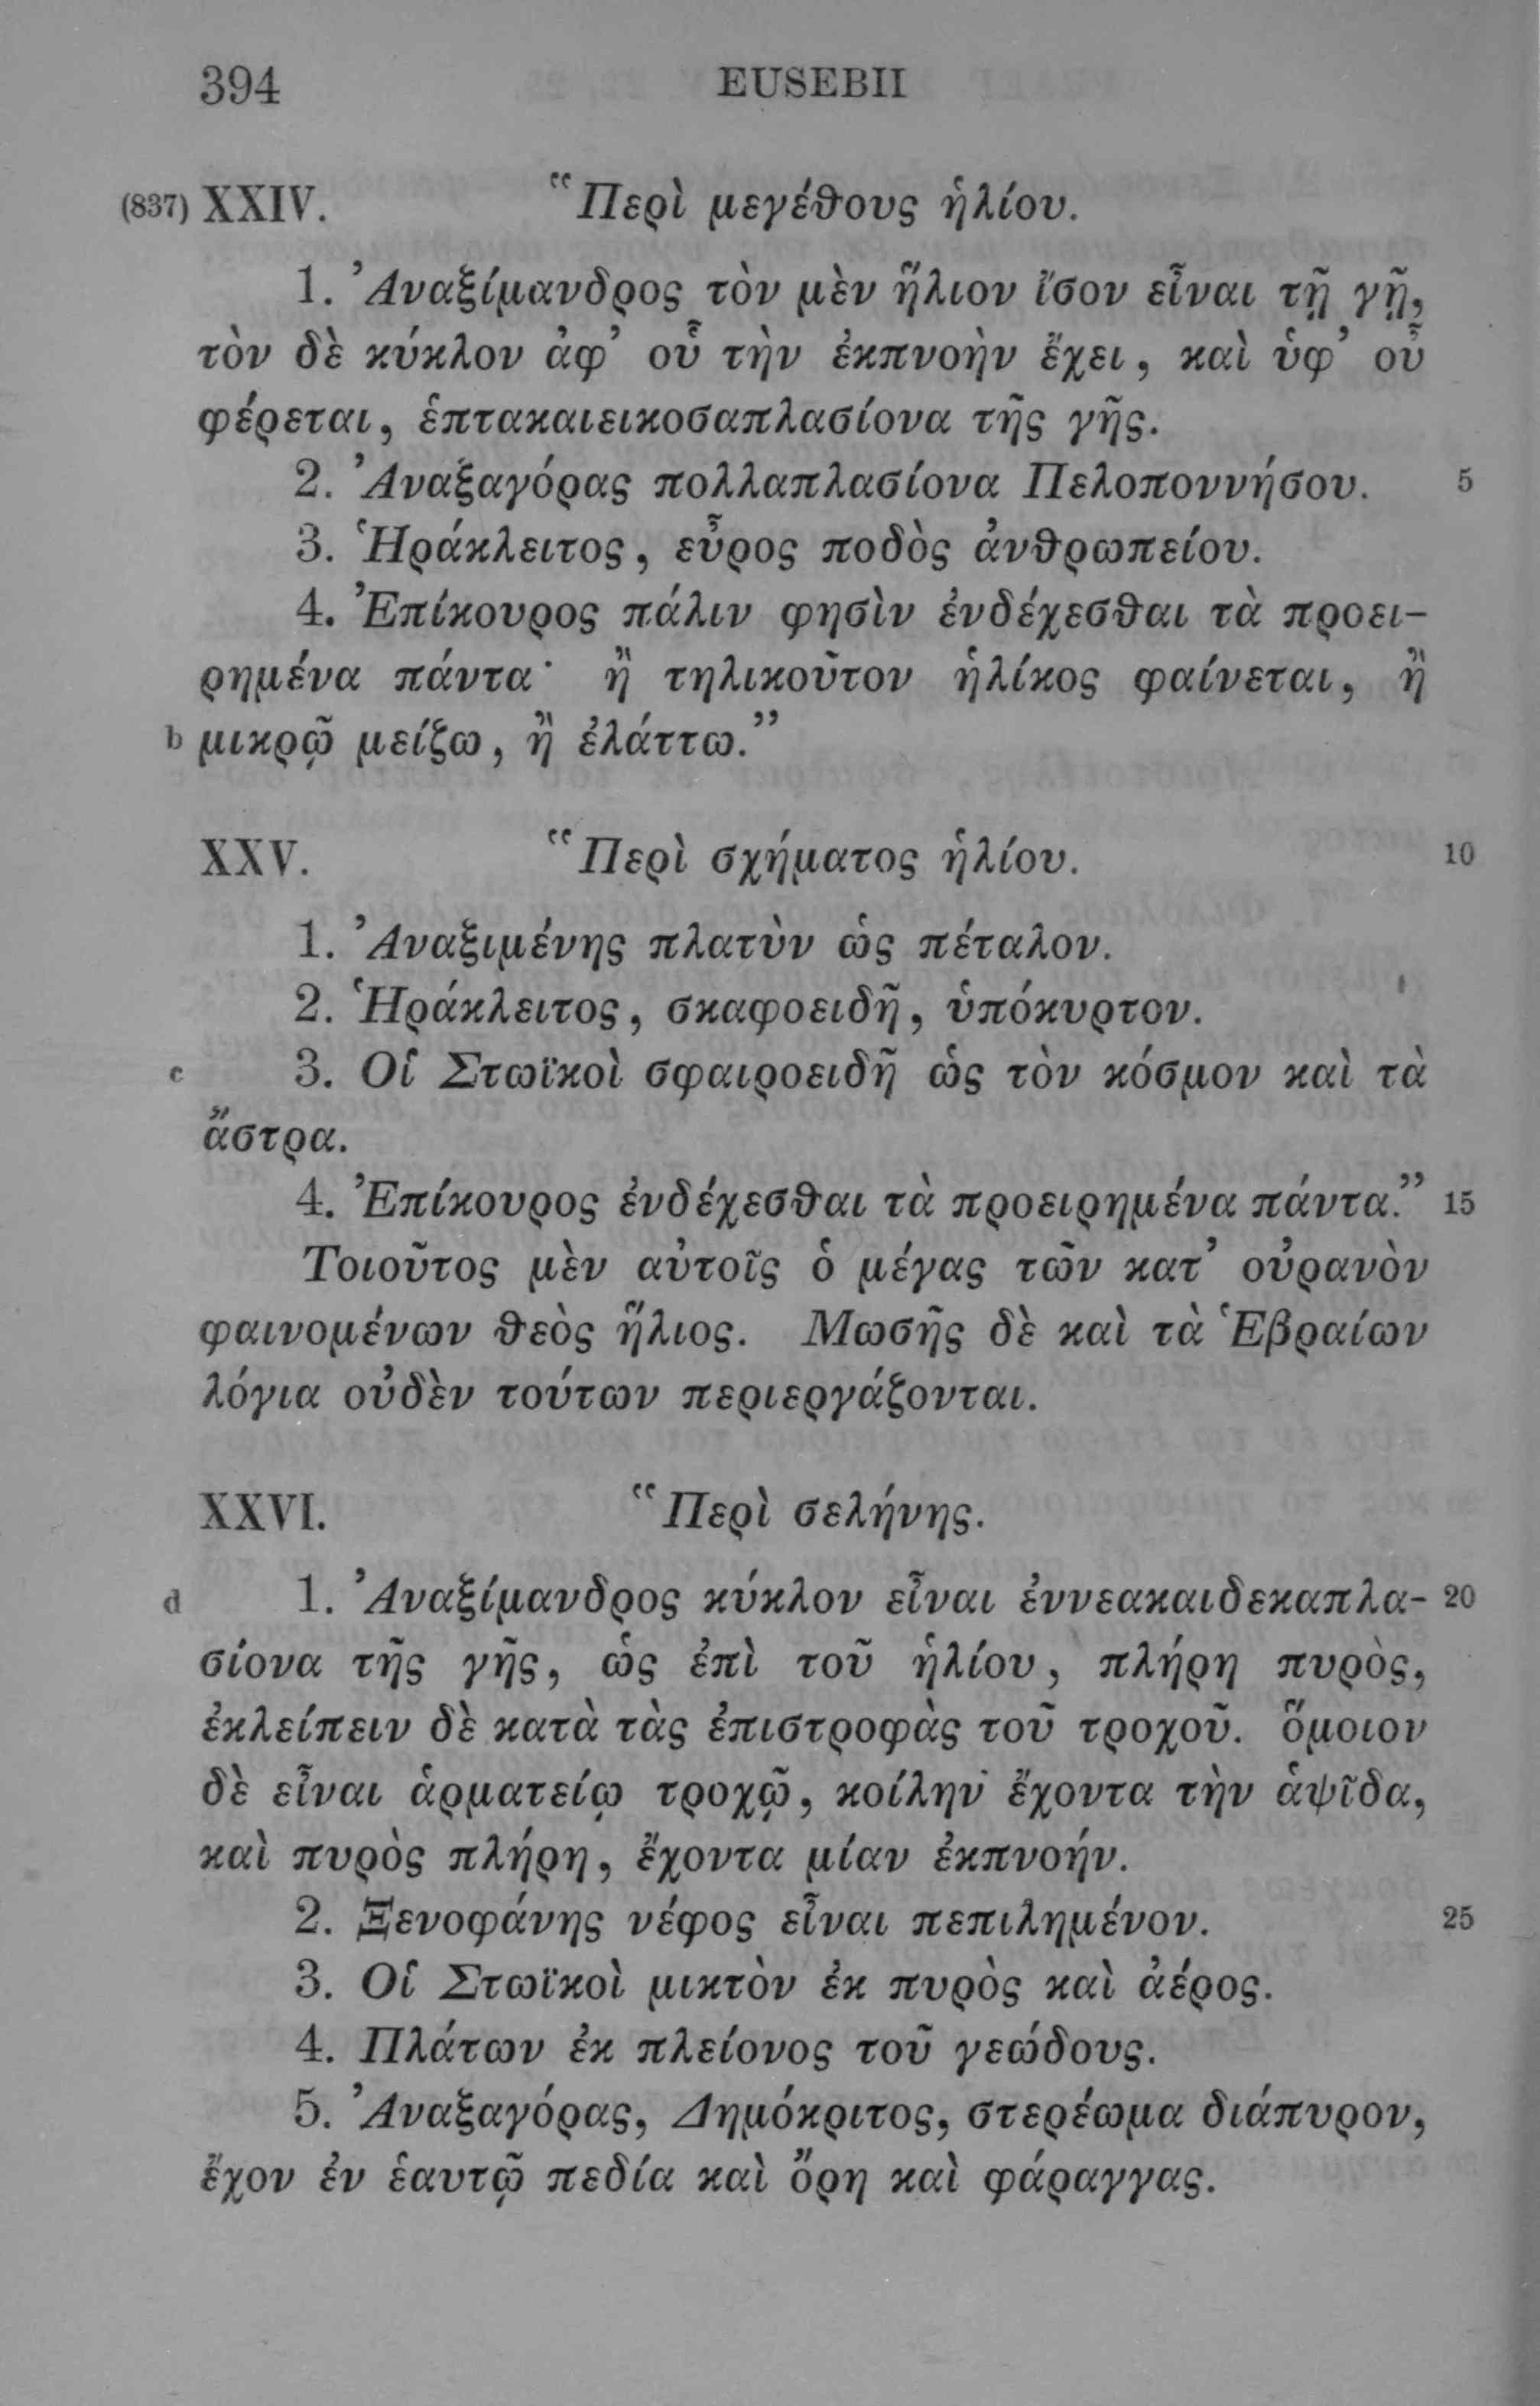 394 EUSEBII
(837) XXIV. “Περὶ μεγέθους ἡλίου.
1. Ἀναξίμανδρος τὸν μὲν ἥλιον ἴσον εἶναι τῇ γῇ,
τὸν δὲ κύκλον ἀφ’ οὗ τὴν ἐκπνοὴν ἔχει, καὶ ὑφ’ οὗ
φέρεται, ἑπτακαιεικοσαπλασίονα τῆς γῆς.
2. Ἀναξαγόρας πολλαπλασίονα Πελοποννήσου. 5
3. Ἡράκλειτος, εὖρος ποδὸς ἀνθρωπείου.
4. Ἐπίκουρος πάλιν φησὶν ἐνδέχεσθαι τὰ προει-
ρημένα πάντα· ἢ τηλικοῦτον ἡλίκος φαίνεται, ἢ
b μικρῷ μείζω, ἢ ἐλάττω.”
XXV. “Περὶ σχήματος ἡλίου. 10
1. Ἀναξιμένης πλατὺν ὡς πέταλον.
2. Ἡράκλειτος, σκαφοειδῆ, ὑπόκυρτον.
c 3. Οἱ Στωϊκοὶ σφαιροειδῆ ὡς τὸν κόσμον καὶ τὰ
ἄστρα.
4. Ἐπίκουρος ἐνδέχεσθαι τὰ προειρημένα πάντα.” 15
Τοιοῦτος μὲν αὐτοῖς ὁ μέγας τῶν κατ’ οὐρανὸν
φαινομένων θεὸς ἥλιος. Μωσῆς δὲ καὶ τὰ Ἑβραίων
λόγια οὐδὲν τούτων περιεργάζονται.
XXVI. “Περὶ σελήνης.
d 1. Ἀναξίμανδρος κύκλον εἶναι ἐννεακαιδεκαπλα- 20
σίονα τῆς γῆς, ὡς ἐπὶ τοῦ ἡλίου, πλήρη πυρὸς,
ἐκλείπειν δὲ κατὰ τὰς ἐπιστροφὰς τοῦ τροχοῦ. ὅμοιον
δὲ εἶναι ἁρματείῳ τροχῷ, κοίλην ἔχοντα τὴν ἁψῖδα,
καὶ πυρὸς πλήρη, ἔχοντα μίαν ἐκπνοήν.
2. Ξενοφάνης νέφος εἶναι πεπιλημένον. 25
3. Οἱ Στωϊκοὶ μικτὸν ἐκ πυρὸς καὶ ἀέρος.
4. Πλάτων ἐκ πλείονος τοῦ γεώδους.
5. Ἀναξαγόρας, Δημόκριτος, στερέωμα διάπυρον,
ἔχον ἐν ἑαυτῷ πεδία καὶ ὄρη καὶ φάραγγας.